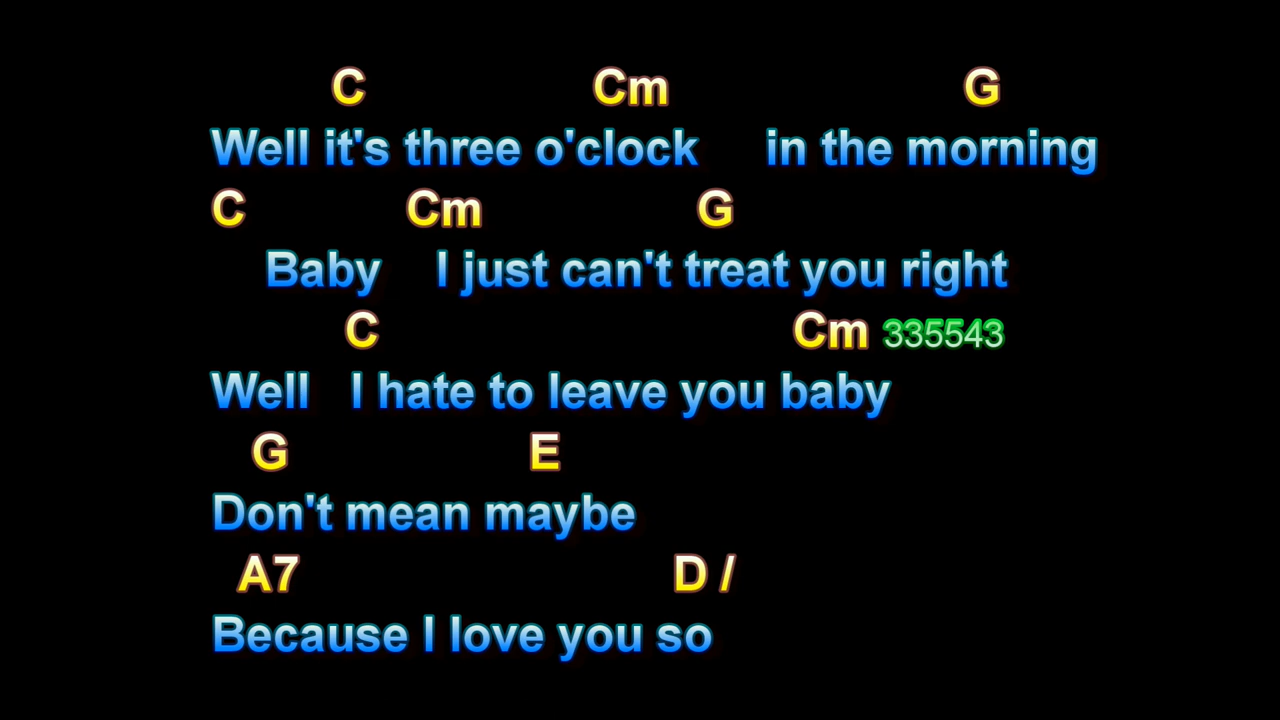 C Cm G
Well it's three o'clock in the morning
C Cm G
Baby I just can't treat you right
C Cm 335543
Well I hate to leave you baby
G E
Don't mean maybe
A7 D /
Because I love you so